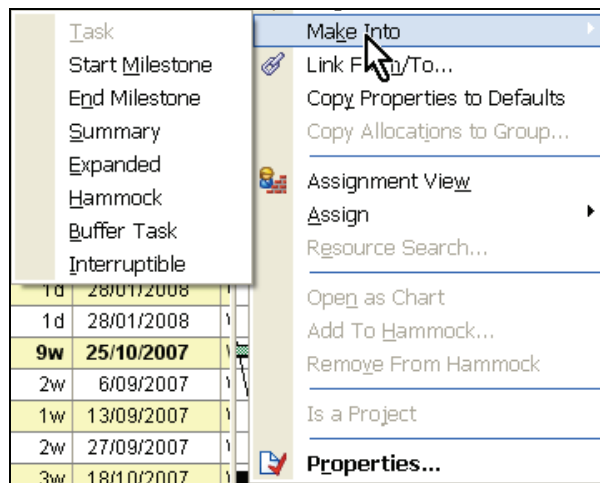 Task
Start Milestone
End Milestone
Summary
Expanded
Hammock
Buffer Task
Interruptible
Make Into
Link From/To...
Copy Properties to Defaults
Copy Allocations to Group...
Assignment View
Assign
Resource Search...
Open as Chart
Add To Hammock...
Remove From Hammock
Is a Project
Properties...
1d 28/01/2008
1d 28/01/2008
9w 25/10/2007
2w 6/09/2007
1w 13/09/2007
2w 27/09/2007
3w 18/10/2007